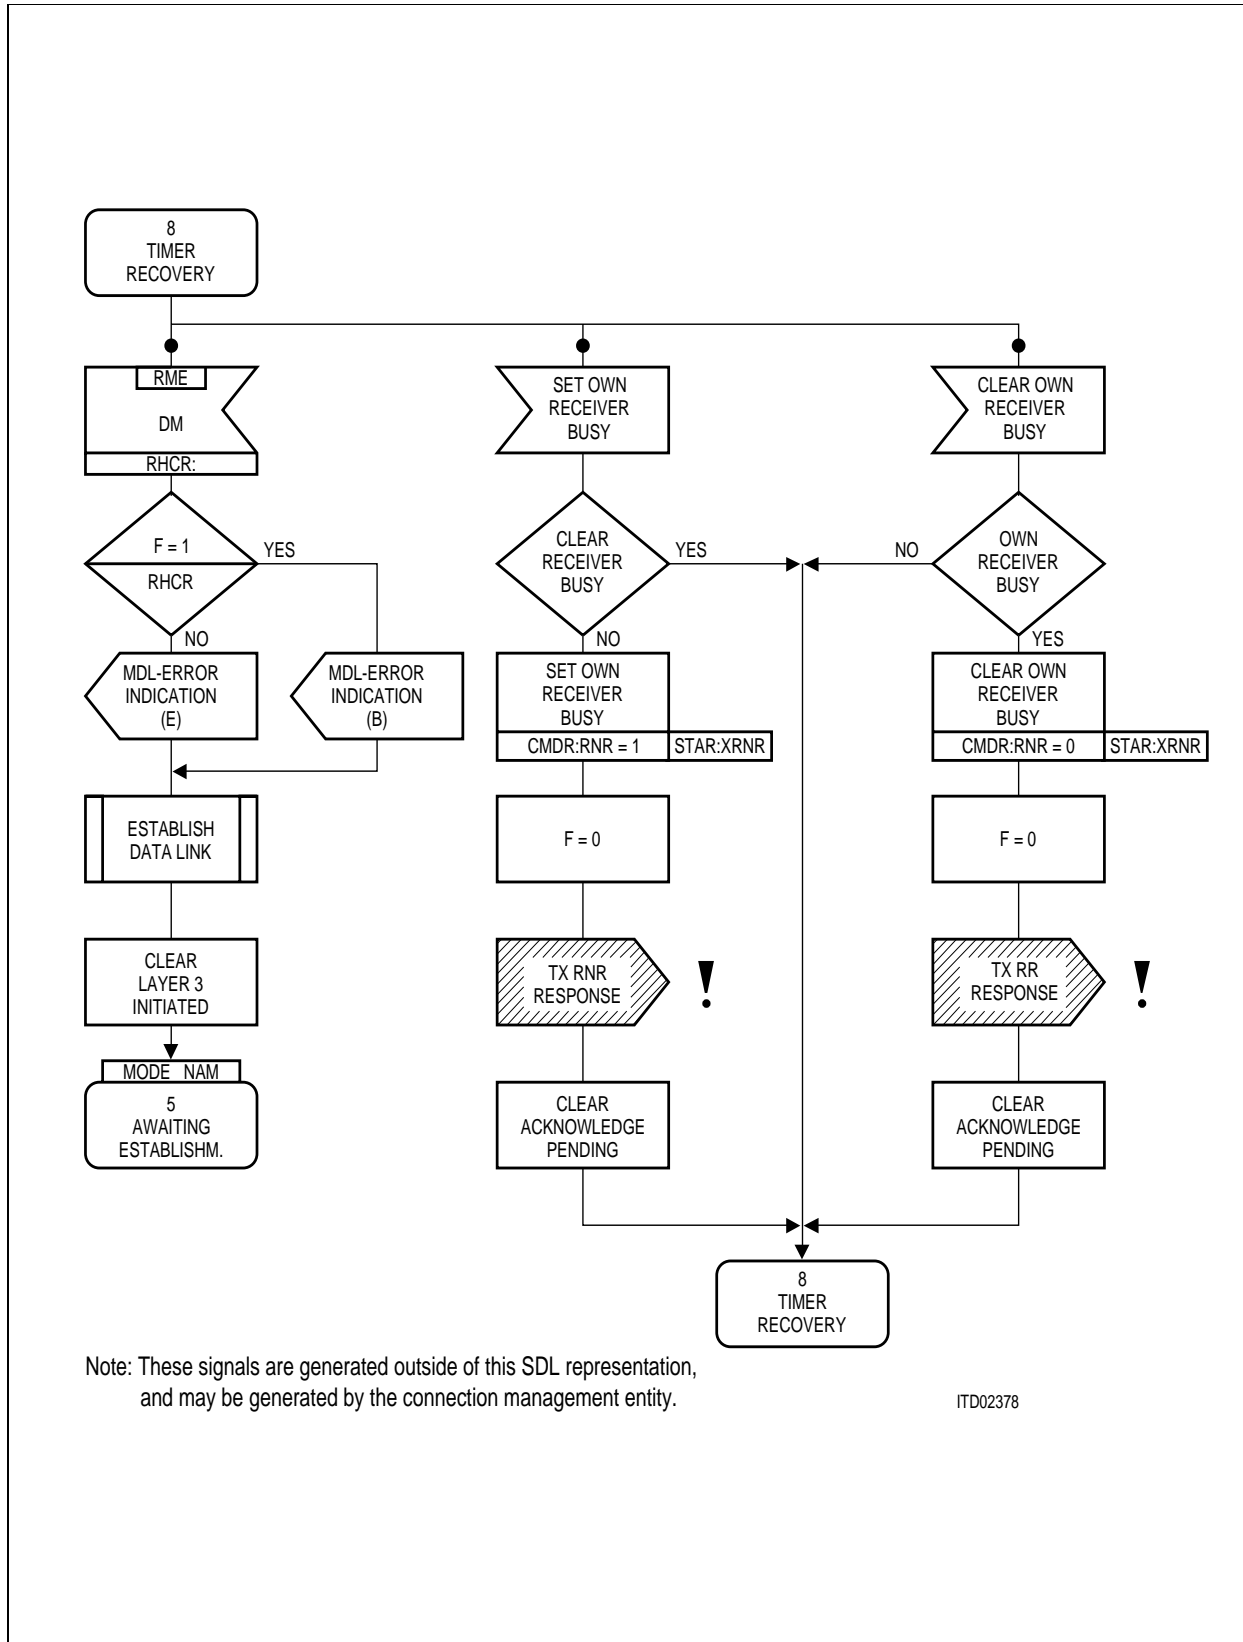 8
TIMER
RECOVERY
RME
DM
RHCR:
F = 1
RHCR
YES
NO
MDL-ERROR
INDICATION
(E)
MDL-ERROR
INDICATION
(B)
ESTABLISH
DATA LINK
CLEAR
LAYER 3
INITIATED
MODE NAM
5
AWAITING
ESTABLISHM.
SET OWN
RECEIVER
BUSY
CLEAR
RECEIVER
BUSY
YES
NO
SET OWN
RECEIVER
BUSY
CMDR:RNR = 1
STAR:XRNR
F = 0
TX RNR
RESPONSE
!
CLEAR
ACKNOWLEDGE
PENDING
CLEAR OWN
RECEIVER
BUSY
NO
OWN
RECEIVER
BUSY
YES
CLEAR OWN
RECEIVER
BUSY
CMDR:RNR = 0
STAR:XRNR
F = 0
TX RR
RESPONSE
!
CLEAR
ACKNOWLEDGE
PENDING
8
TIMER
RECOVERY
Note: These signals are generated outside of this SDL representation,
and may be generated by the connection management entity.
ITD02378